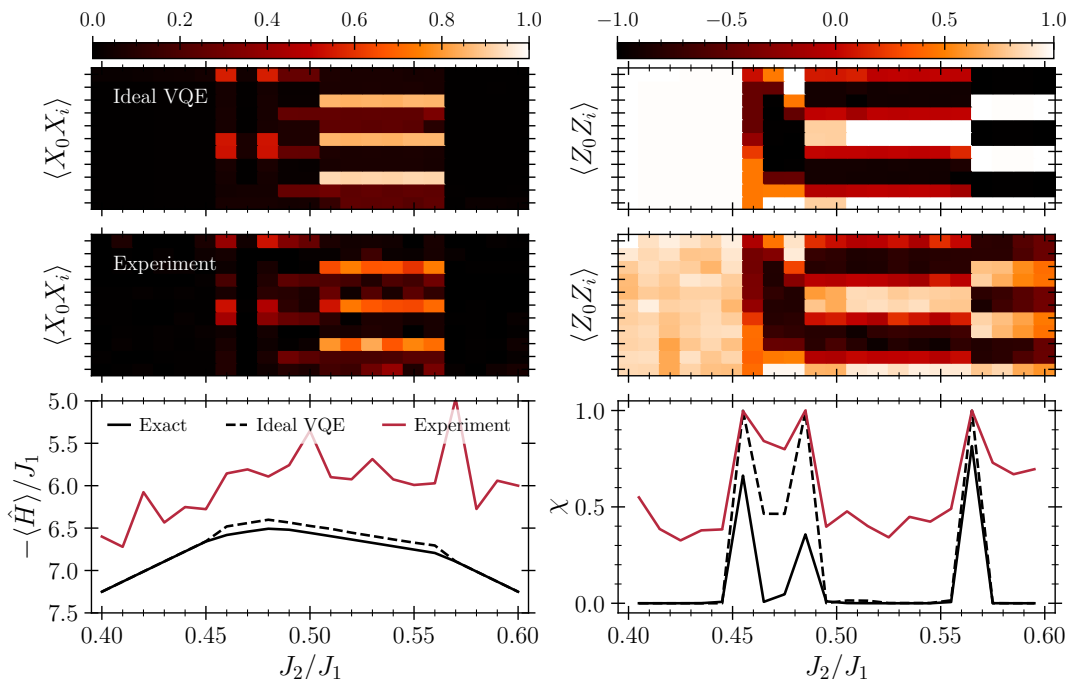 0.0 0.2 0.4 0.6 0.8 1.0
−1.0 −0.5 0.0 0.5 1.0
⟨X₀Xᵢ⟩
Ideal VQE
⟨Z₀Zᵢ⟩
⟨X₀Xᵢ⟩
Experiment
⟨Z₀Zᵢ⟩
−⟨Ĥ⟩/J₁
5.0
5.5
6.0
6.5
7.0
7.5
Exact Ideal VQE Experiment
0.40 0.45 0.50 0.55 0.60
J₂/J₁
χ
1.0
0.5
0.0
0.40 0.45 0.50 0.55 0.60
J₂/J₁